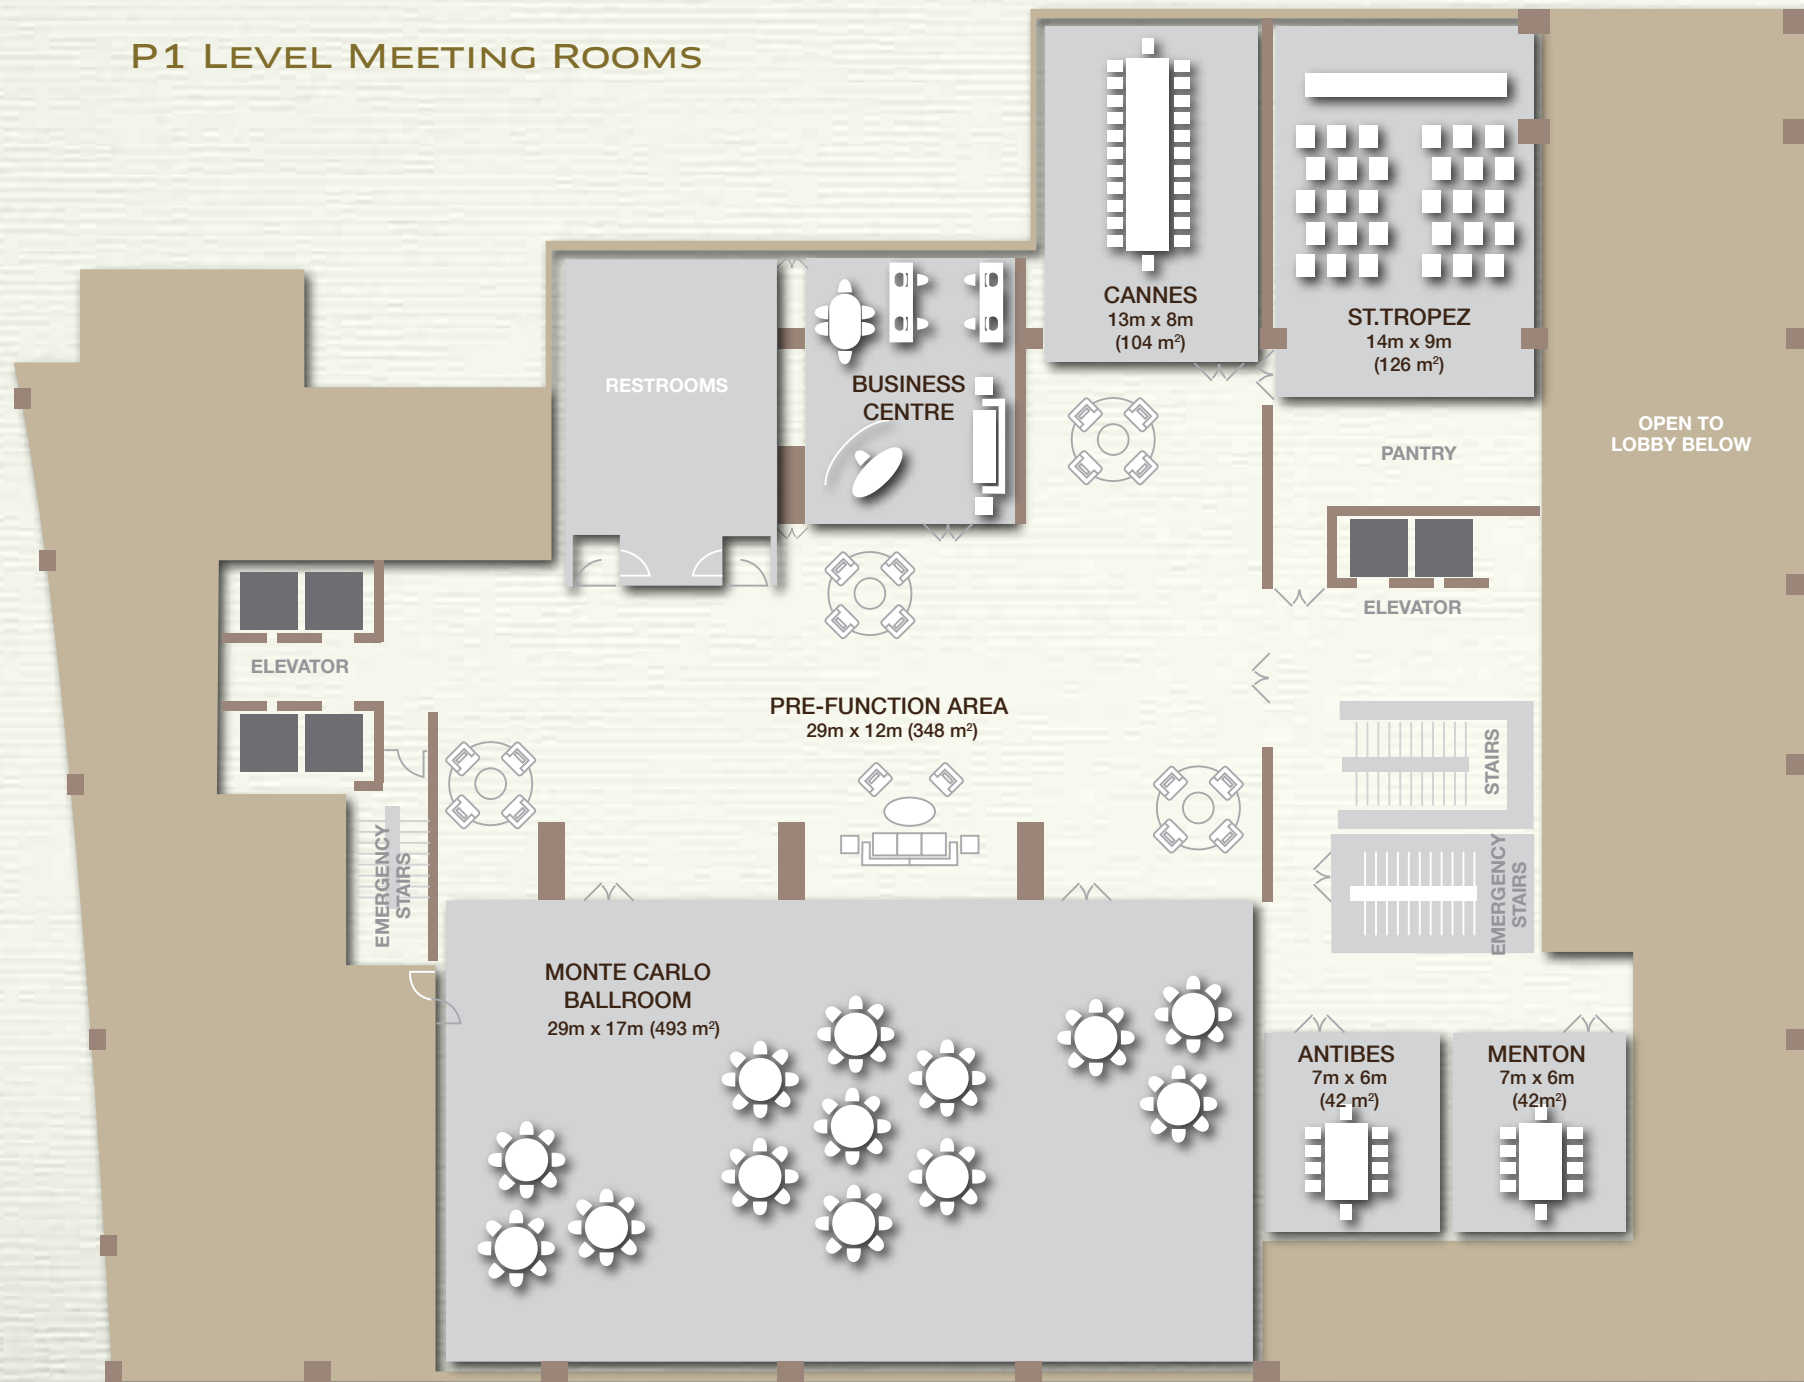 P1 Level Meeting Rooms
CANNES
13m x 8m
(104 m²)
ST.TROPEZ
14m x 9m
(126 m²)
RESTROOMS
BUSINESS
CENTRE
OPEN TO
LOBBY BELOW
PANTRY
ELEVATOR
ELEVATOR
PRE-FUNCTION AREA
29m x 12m (348 m²)
STAIRS
EMERGENCY
STAIRS
EMERGENCY
STAIRS
MONTE CARLO
BALLROOM
29m x 17m (493 m²)
ANTIBES
7m x 6m
(42 m²)
MENTON
7m x 6m
(42m²)